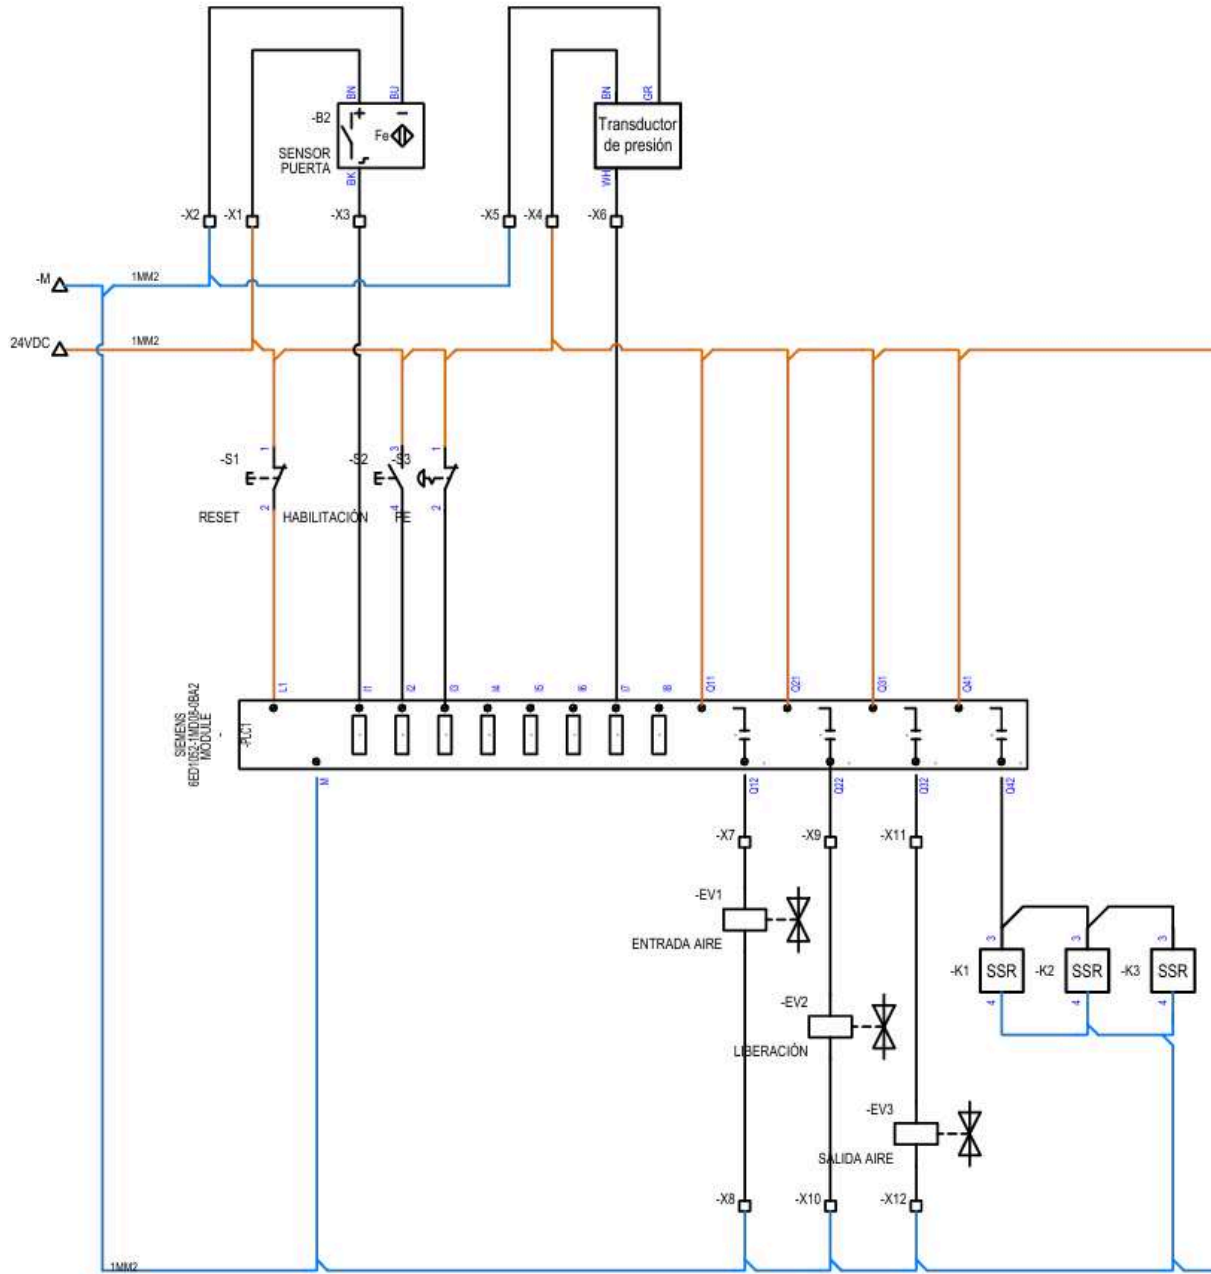 BN
BU
BN
GR
-B2
Fe
SENSOR
PUERTA
Transductor
de presión
BK
WH
-X2
-X1
-X3
-X5
-X4
-X6
-M
1MM2
24VDC
1MM2
1
3
1
-S1
-S2
-S3
2
4
2
RESET
HABILITACIÓN
PE
L1
I1
I2
I3
I4
I5
I6
I7
I8
Q11
Q21
Q31
Q41
SIEMENS
6ED1052-1MD08-0BA2
MODULE
-PLC1
M
Q12
Q22
Q32
Q42
-X7
-X9
-X11
-EV1
ENTRADA AIRE
3
3
3
-K1
SSR
-K2
SSR
-K3
SSR
4
4
4
-EV2
LIBERACIÓN
-EV3
SALIDA AIRE
-X8
-X10
-X12
1MM2